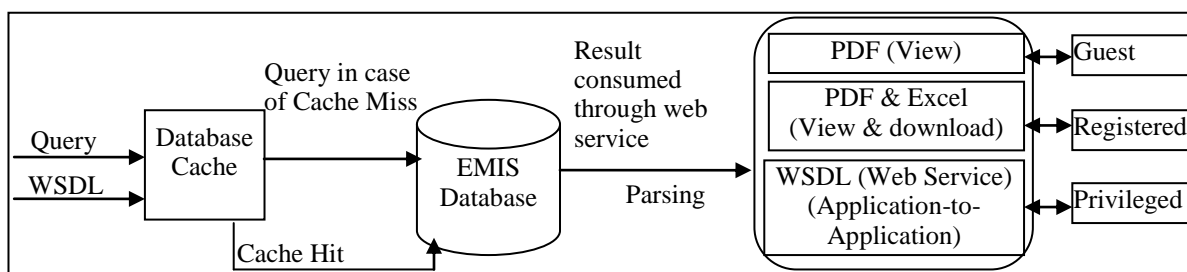 Query
WSDL
Database
Cache
Query in case
of Cache Miss
Cache Hit
EMIS
Database
Result
consumed
through web
service
Parsing
PDF (View)
PDF & Excel
(View & download)
WSDL (Web Service)
(Application-to-
Application)
Guest
Registered
Privileged